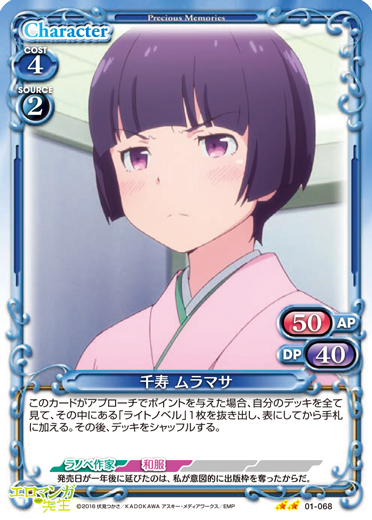 Precious Memories
Character
COST
4
SOURCE
2
50 AP
DP 40
千寿 ムラマサ
このカードがアプローチでポイントを与えた場合、自分のデッキを全て
見て、その中にある「ライトノベル」1枚を抜き出し、表にしてから手札
に加える。その後、デッキをシャッフルする。
ラノベ作家 和服
発売日が一年後に延びたのは、私が意図的に出版枠を奪ったからだ。
エロマンガ
先生
©2016 伏見つかさ/KADOKAWA アスキー・メディアワークス/EMP
01-068